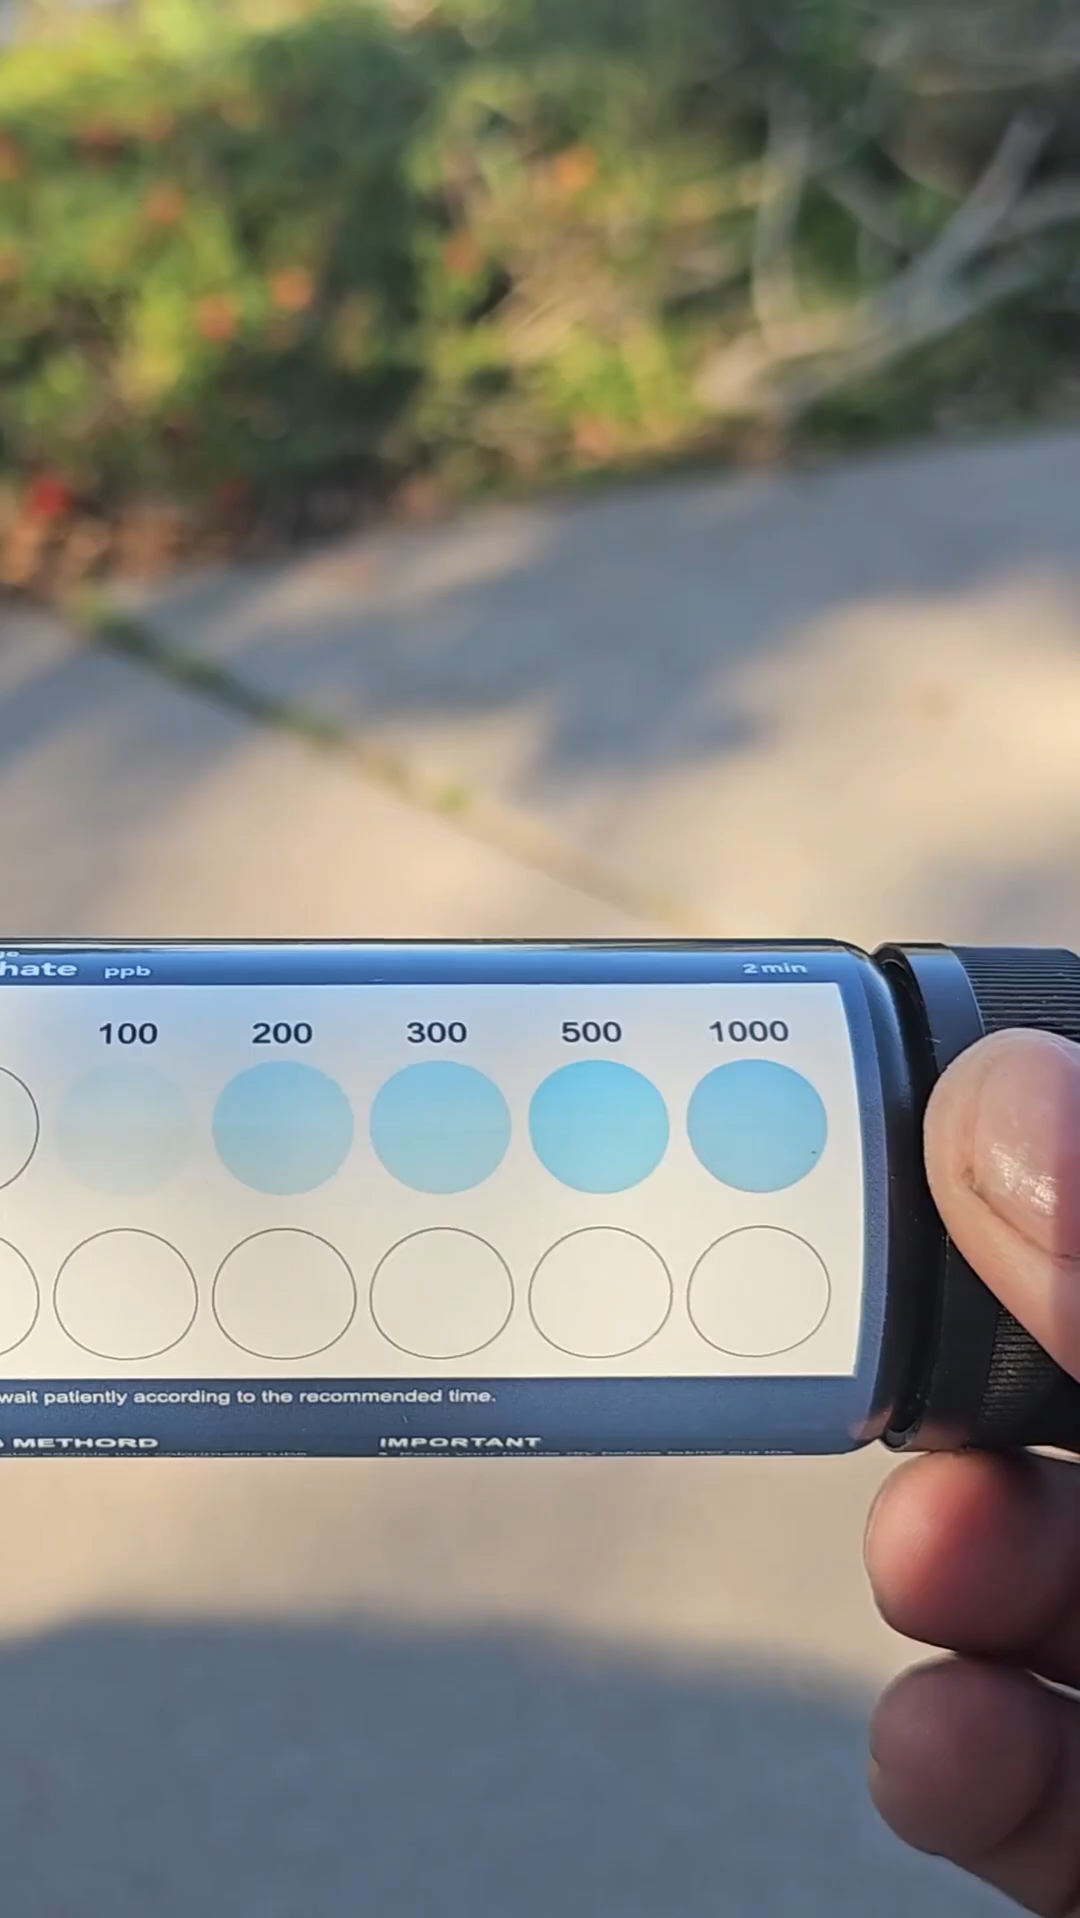 hate ppb 2 min
100 200 300 500 1000
wait patiently according to the recommended time.
METHORD IMPORTANT